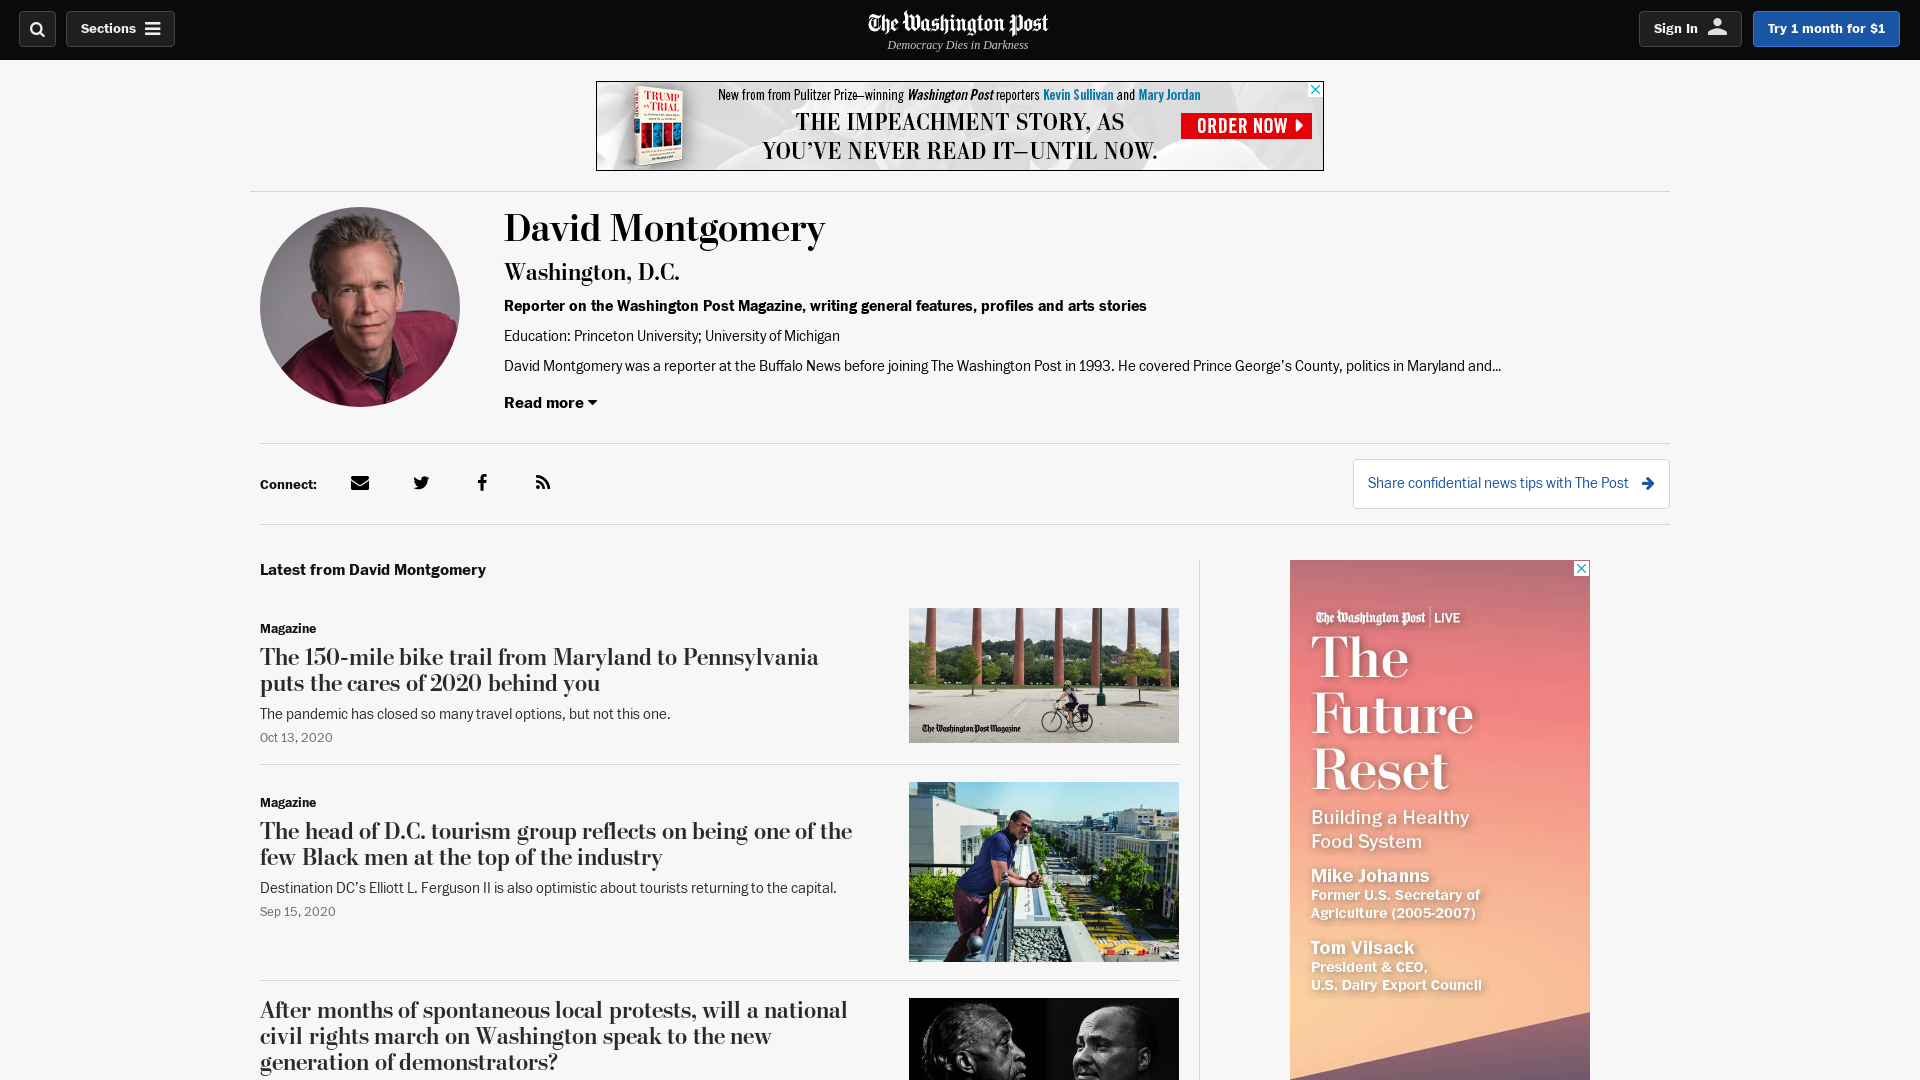 Sections
The Washington Post
Democracy Dies in Darkness
Sign In
Try 1 month for $1
New from from Pulitzer Prize–winning Washington Post reporters Kevin Sullivan and Mary Jordan
TRUMP
ON TRIAL
THE IMPEACHMENT STORY, AS
YOU’VE NEVER READ IT—UNTIL NOW.
ORDER NOW
David Montgomery
Washington, D.C.
Reporter on the Washington Post Magazine, writing general features, profiles and arts stories
Education: Princeton University; University of Michigan
David Montgomery was a reporter at the Buffalo News before joining The Washington Post in 1993. He covered Prince George’s County, politics in Maryland and...
Read more
Connect:
Share confidential news tips with The Post
Latest from David Montgomery
Magazine
The 150-mile bike trail from Maryland to Pennsylvania
puts the cares of 2020 behind you
The pandemic has closed so many travel options, but not this one.
Oct 13, 2020
The Washington Post Magazine
Magazine
The head of D.C. tourism group reflects on being one of the
few Black men at the top of the industry
Destination DC’s Elliott L. Ferguson II is also optimistic about tourists returning to the capital.
Sep 15, 2020
After months of spontaneous local protests, will a national
civil rights march on Washington speak to the new
generation of demonstrators?
The Washington Post LIVE
The
Future
Reset
Building a Healthy
Food System
Mike Johanns
Former U.S. Secretary of
Agriculture (2005-2007)
Tom Vilsack
President & CEO,
U.S. Dairy Export Council